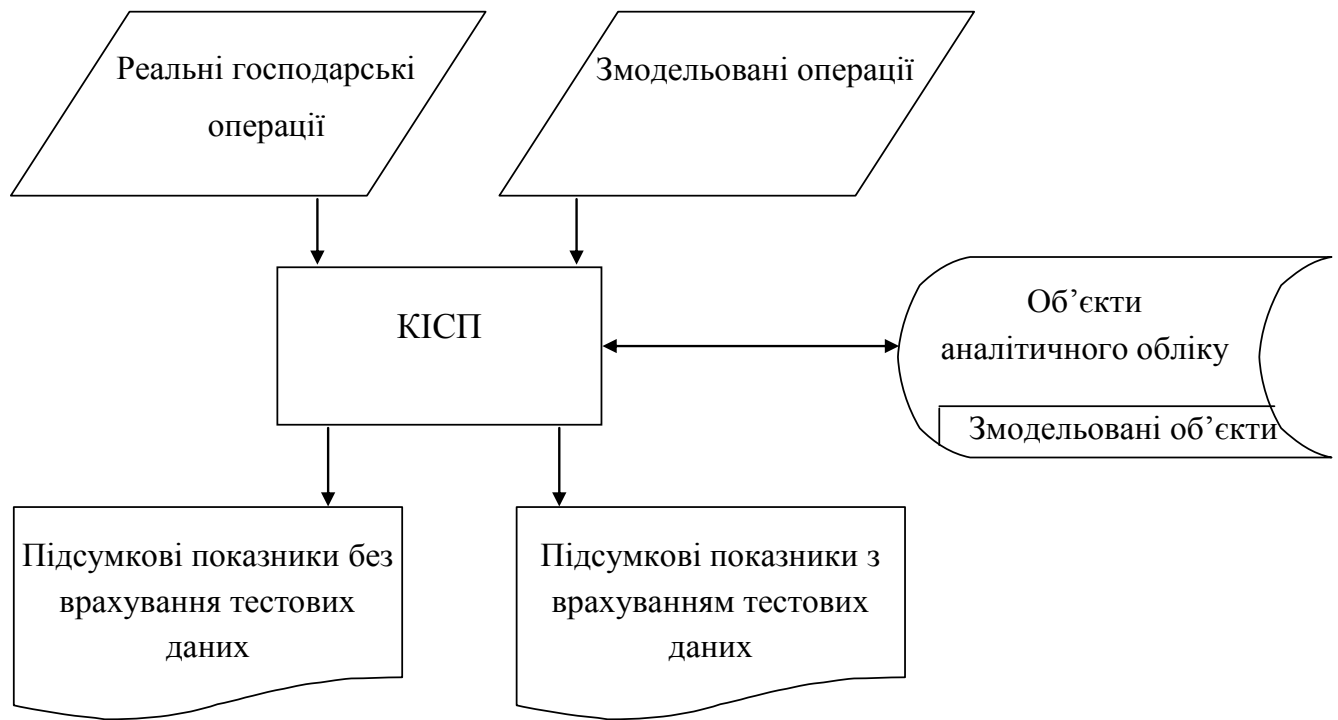 Реальні господарські
операції
Змодельовані операції
КІСП
Об’єкти
аналітичного обліку
Змодельовані об’єкти
Підсумкові показники без
врахування тестових
даних
Підсумкові показники з
врахуванням тестових
даних